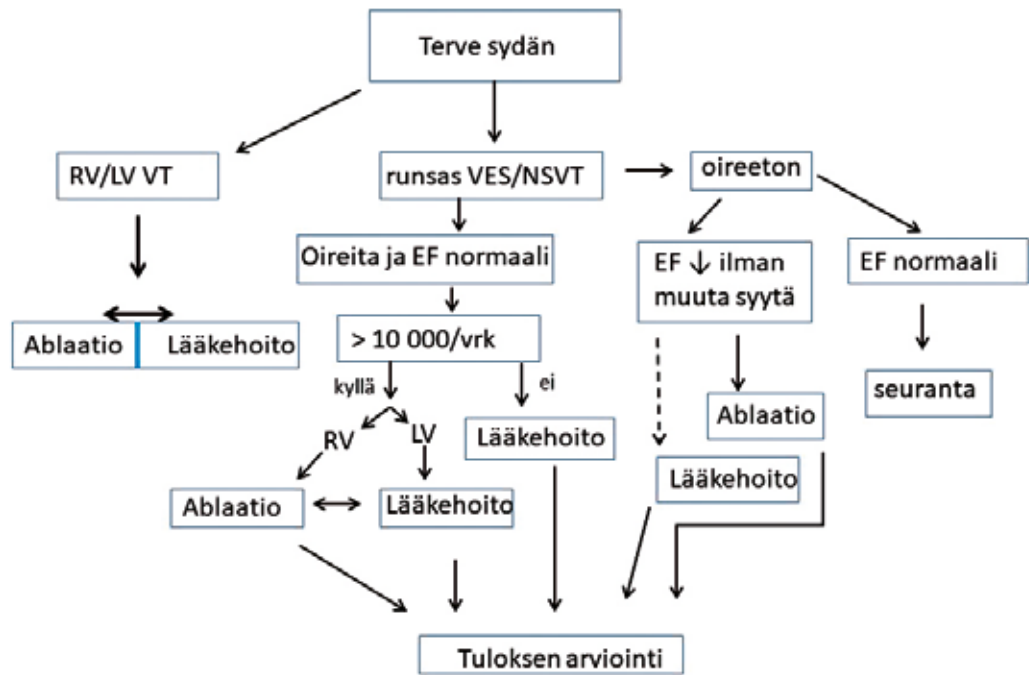 Terve sydän
RV/LV VT
runsas VES/NSVT
oireeton
Oireita ja EF normaali
EF ↓ ilman
muuta syytä
EF normaali
Ablaatio
Lääkehoito
> 10 000/vrk
kyllä
ei
seuranta
RV
LV
Lääkehoito
Ablaatio
Lääkehoito
Ablaatio
Lääkehoito
Tuloksen arviointi